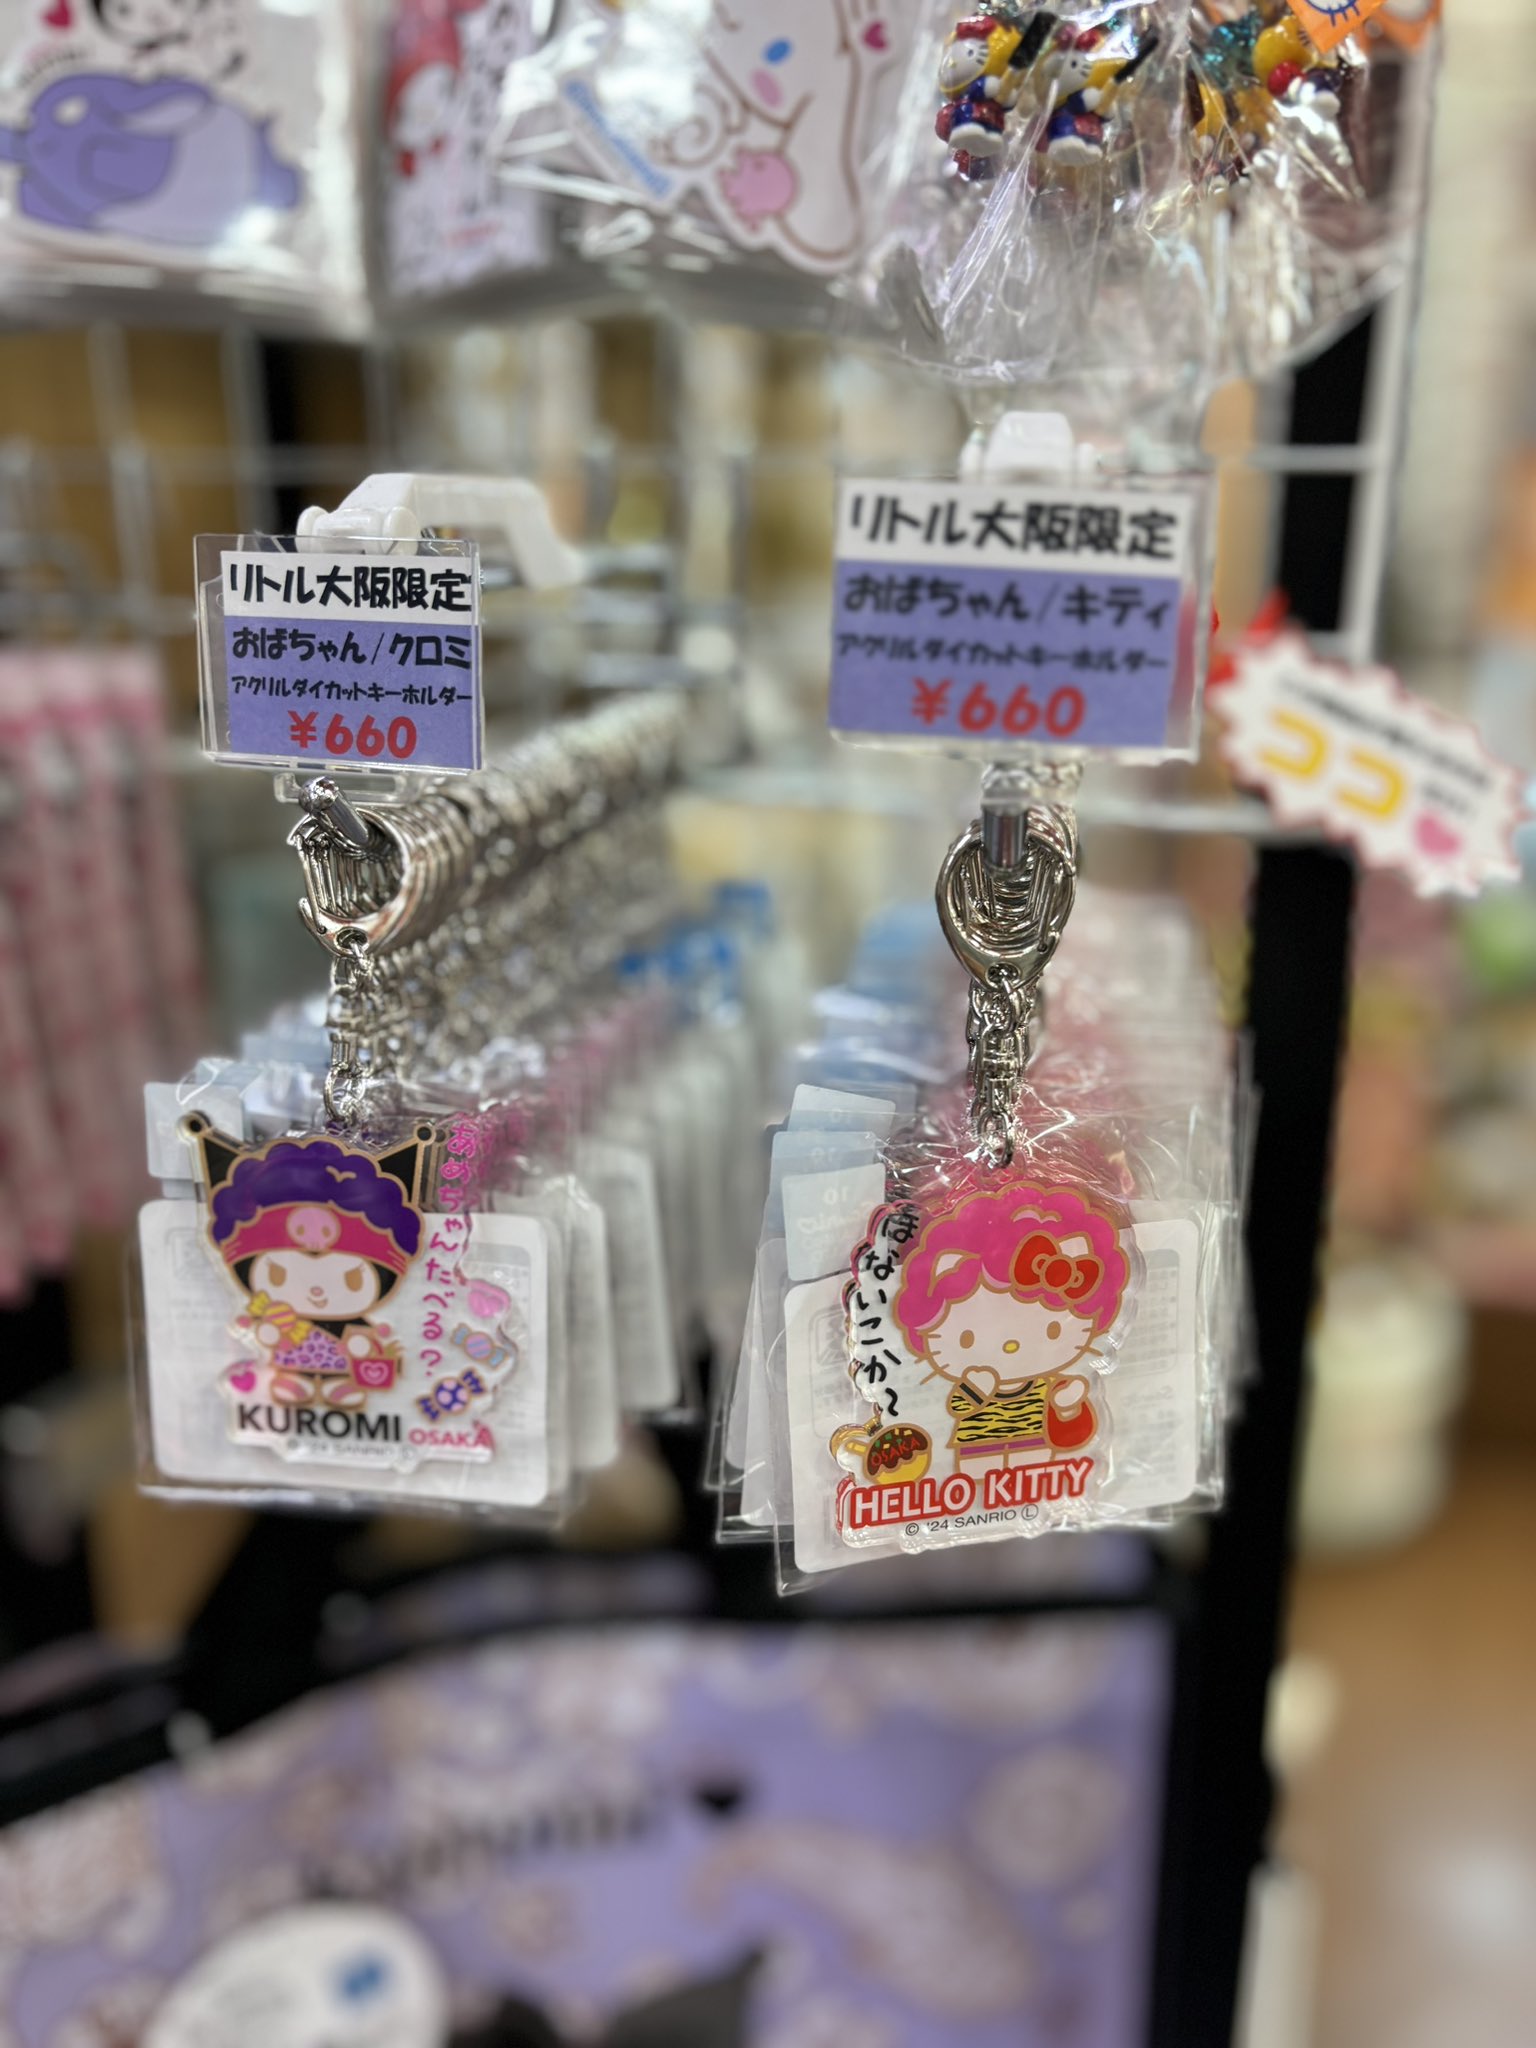 リトル大阪限定
おばちゃん/クロミ
アクリルダイカットキーホルダー
¥660
リトル大阪限定
おばちゃん/キティ
アクリルダイカットキーホルダー
¥660
ココ
あめちゃんたべる?
KUROMI
OSAKA
'24 SANRIO
ほないこか〜
OSAKA
HELLO KITTY
© '24 SANRIO Ⓛ